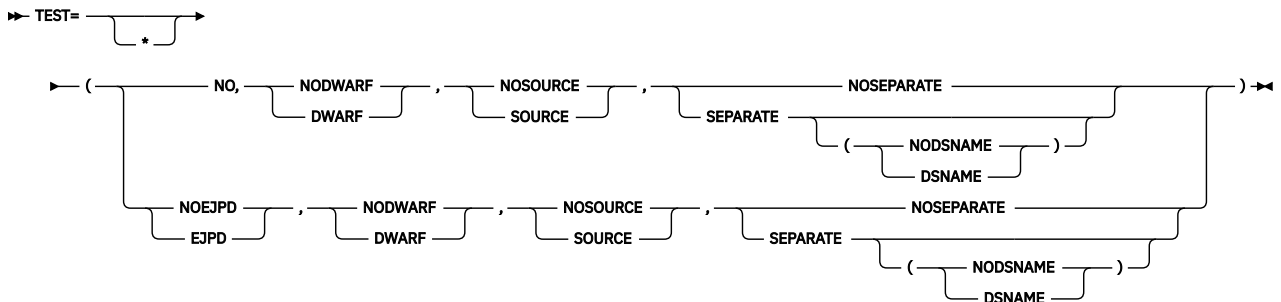 TEST=
*
( NO, NODWARF , NOSOURCE , NOSEPARATE )
DWARF SOURCE SEPARATE
( NODSNAME )
DSNAME
NOEJPD , NODWARF , NOSOURCE , NOSEPARATE
EJPD DWARF SOURCE SEPARATE
( NODSNAME )
DSNAME